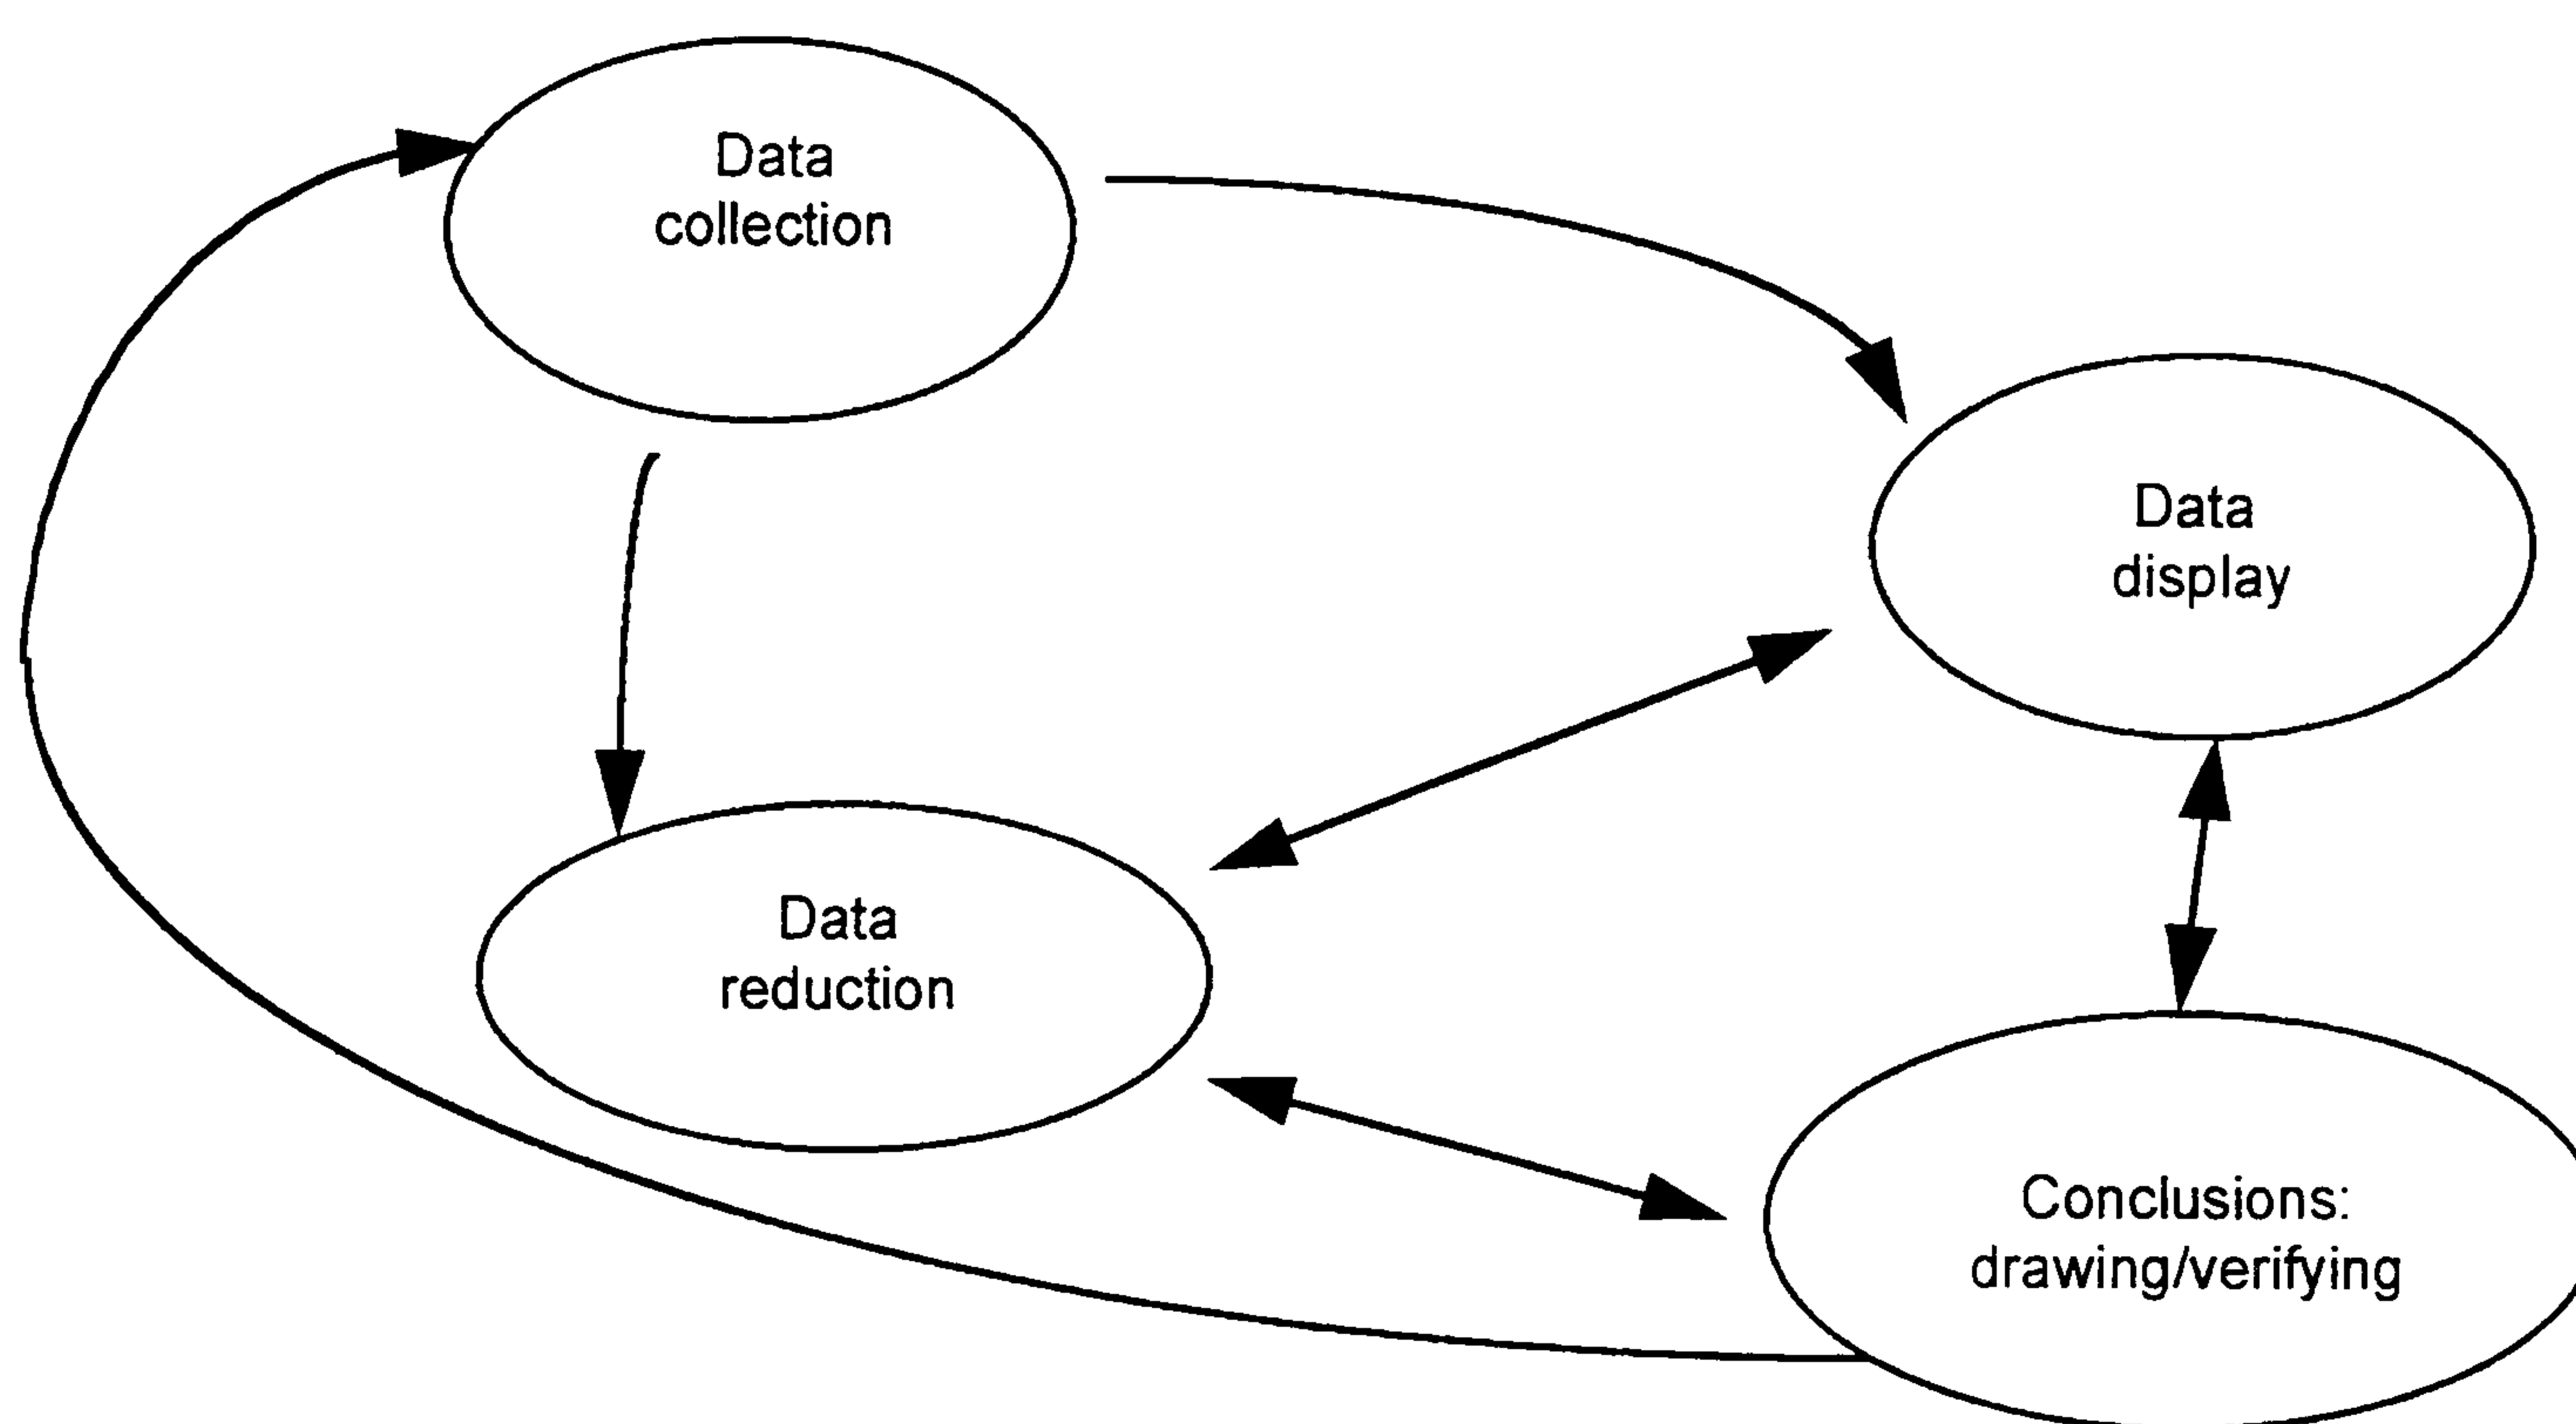 Data
collection
Data
display
Data
reduction
Conclusions:
drawing/verifying